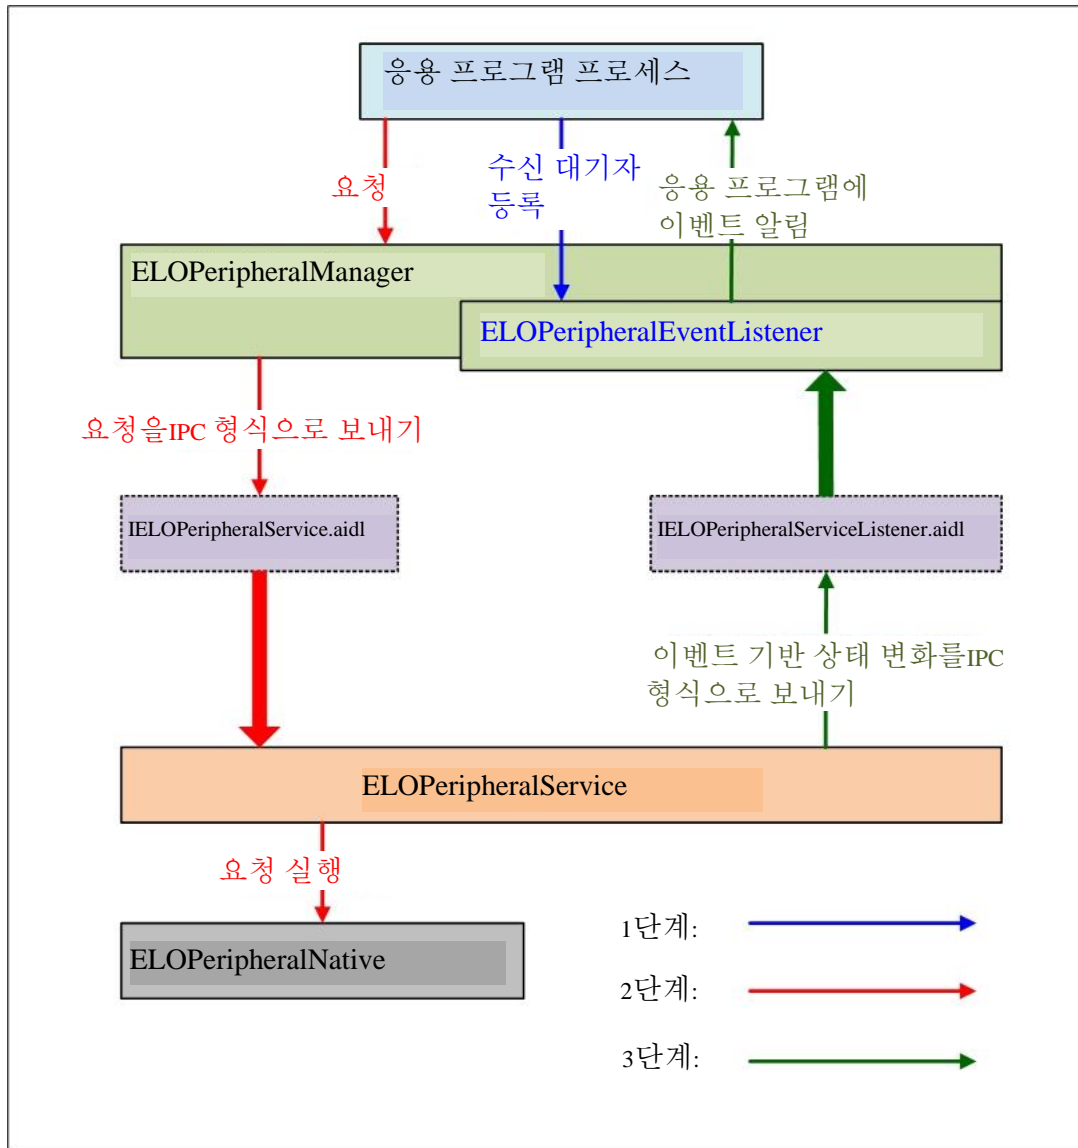 응용 프로그램 프로세스
요청
수신 대기자
등록
응용 프로그램에
이벤트 알림
ELOPeripheralManager
ELOPeripheralEventListener
요청을IPC 형식으로 보내기
IELOPeripheralService.aidl
IELOPeripheralServiceListener.aidl
이벤트 기반 상태 변화를IPC
형식으로 보내기
ELOPeripheralService
요청 실행
ELOPeripheralNative
1단계:
2단계:
3단계: